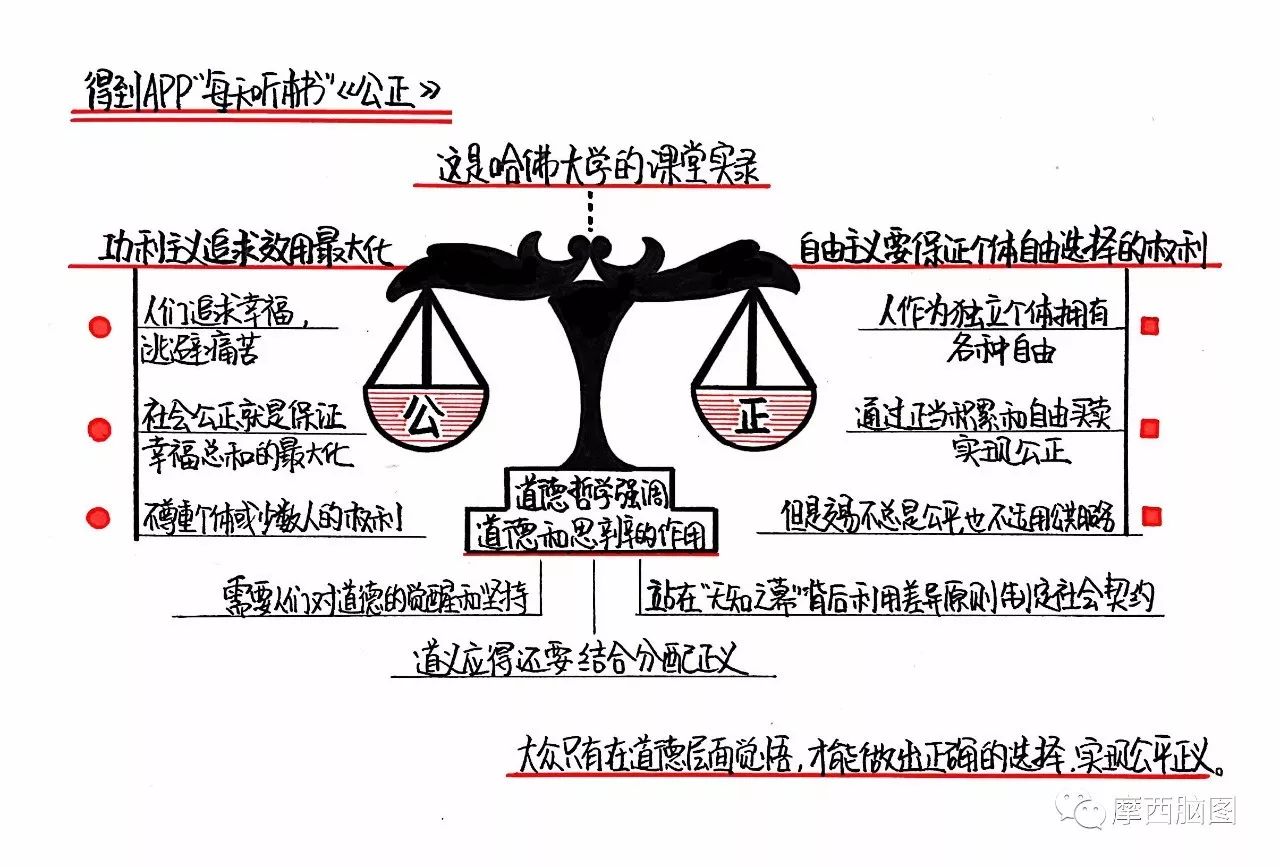 得到APP"每天听本书"《公正》
这是哈佛大学的课堂实录
功利主义追求效用最大化
人们追求幸福，
逃避痛苦
社会公正就是保证
幸福总和的最大化
不尊重个体或少数人的权利
公
正
自由主义要保证个体自由选择的权利
人作为独立个体拥有
各种自由
通过正当积累和自由买卖
实现公正
但是交易不总是公平,也不适用公共服务
道德哲学强调
道德和思辨的作用
需要人们对道德的觉醒和坚持
站在"无知之幕"背后利用差异原则制定社会契约
道义应得还要结合分配正义
大众只有在道德层面觉悟，才能做出正确的选择.实现公平正义。
摩西脑图